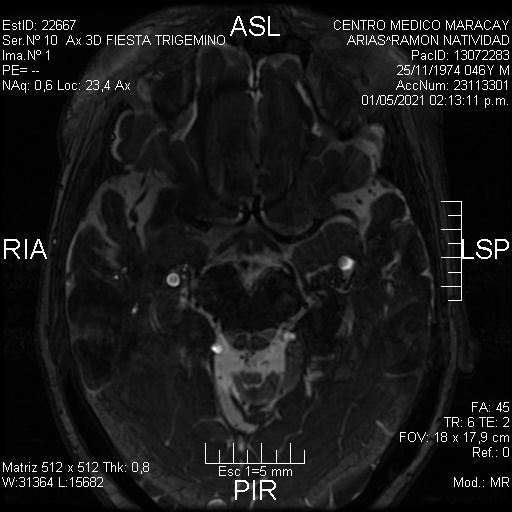 EstID: 22667
Ser.Nº 10 Ax 3D FIESTA TRIGEMINO
Ima.Nº 1
PE= --
NAq: 0,6 Loc: 23,4 Ax
ASL
CENTRO MEDICO MARACAY
ARIAS^RAMON NATIVIDAD
PacID: 13072283
25/11/1974 046Y M
AccNum: 23113301
01/05/2021 02:13:11 p.m.
RIA
LSP
FA: 45
TR: 6 TE: 2
FOV: 18 x 17,9 cm
Ref.: 0
Mod.: MR
Matriz 512 x 512 Thk: 0,8
W:31364 L:15682
Esc 1=5 mm
PIR